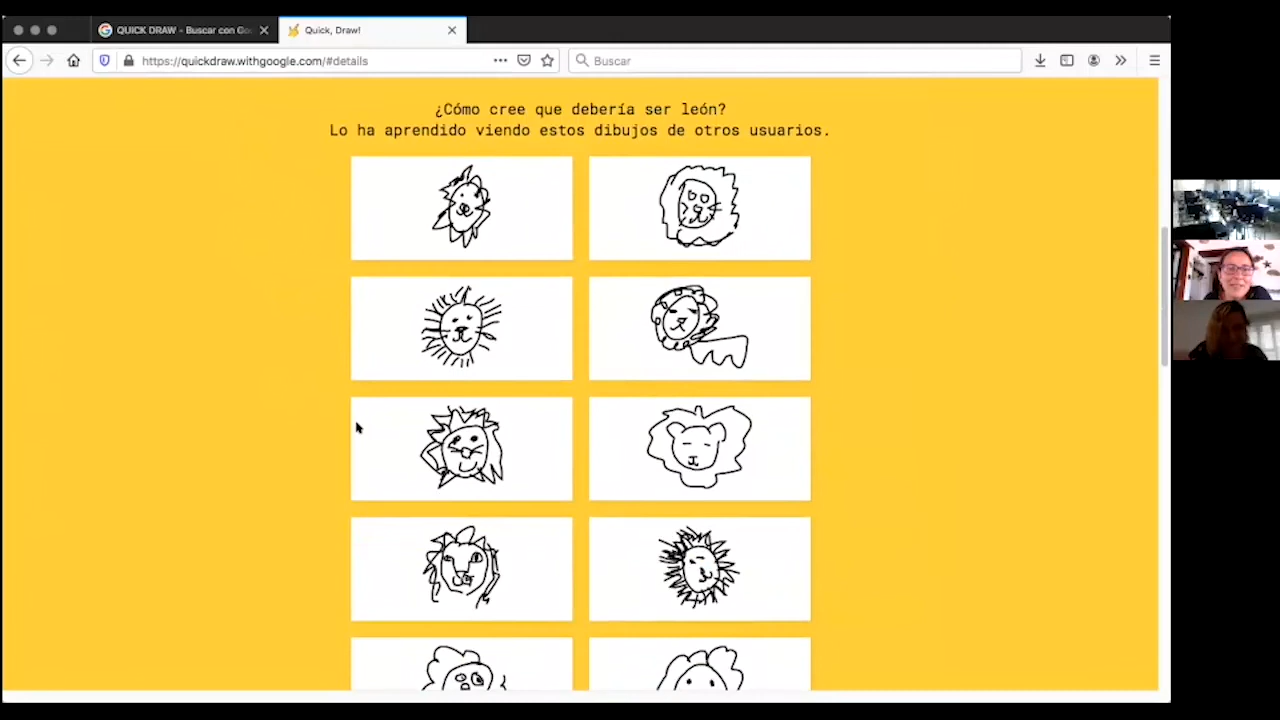 QUICK DRAW - Buscar con Go
Quick, Draw!
https://quickdraw.withgoogle.com/#details
Buscar
¿Cómo cree que debería ser león?
Lo ha aprendido viendo estos dibujos de otros usuarios.